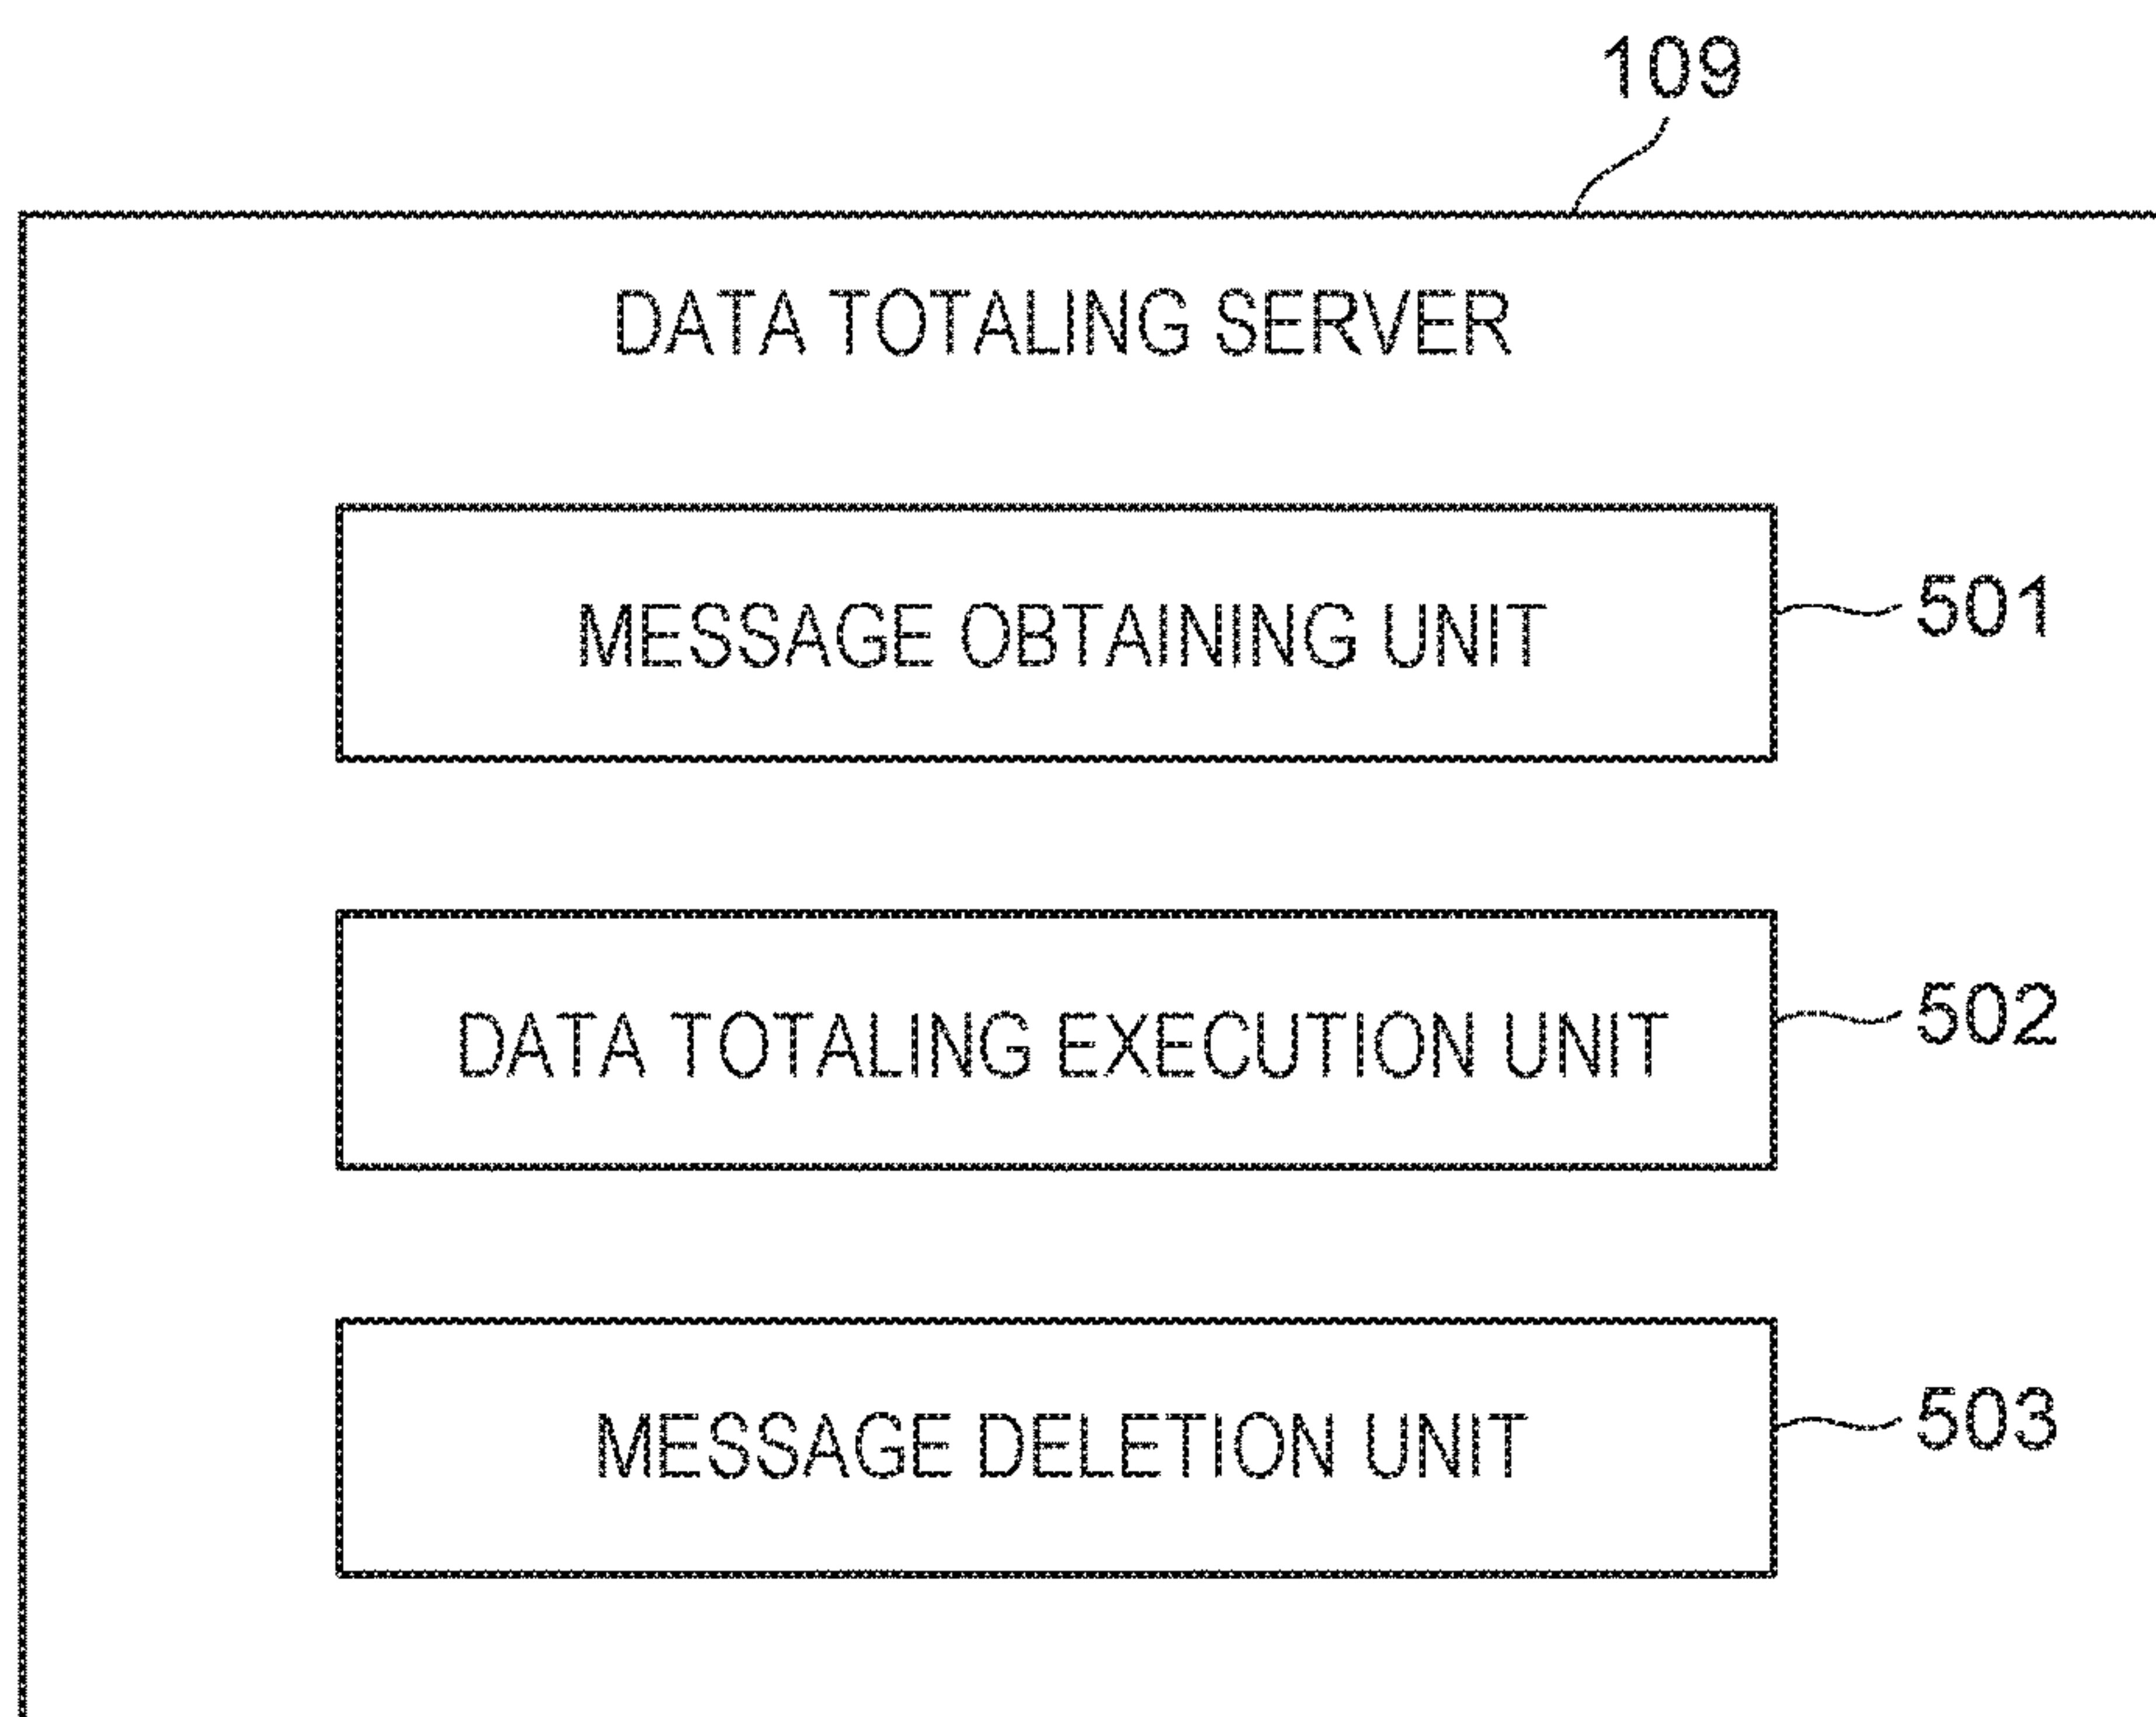 109
DATA TOTALING SERVER
MESSAGE OBTAINING UNIT
501
DATA TOTALING EXECUTION UNIT
502
MESSAGE DELETION UNIT
503